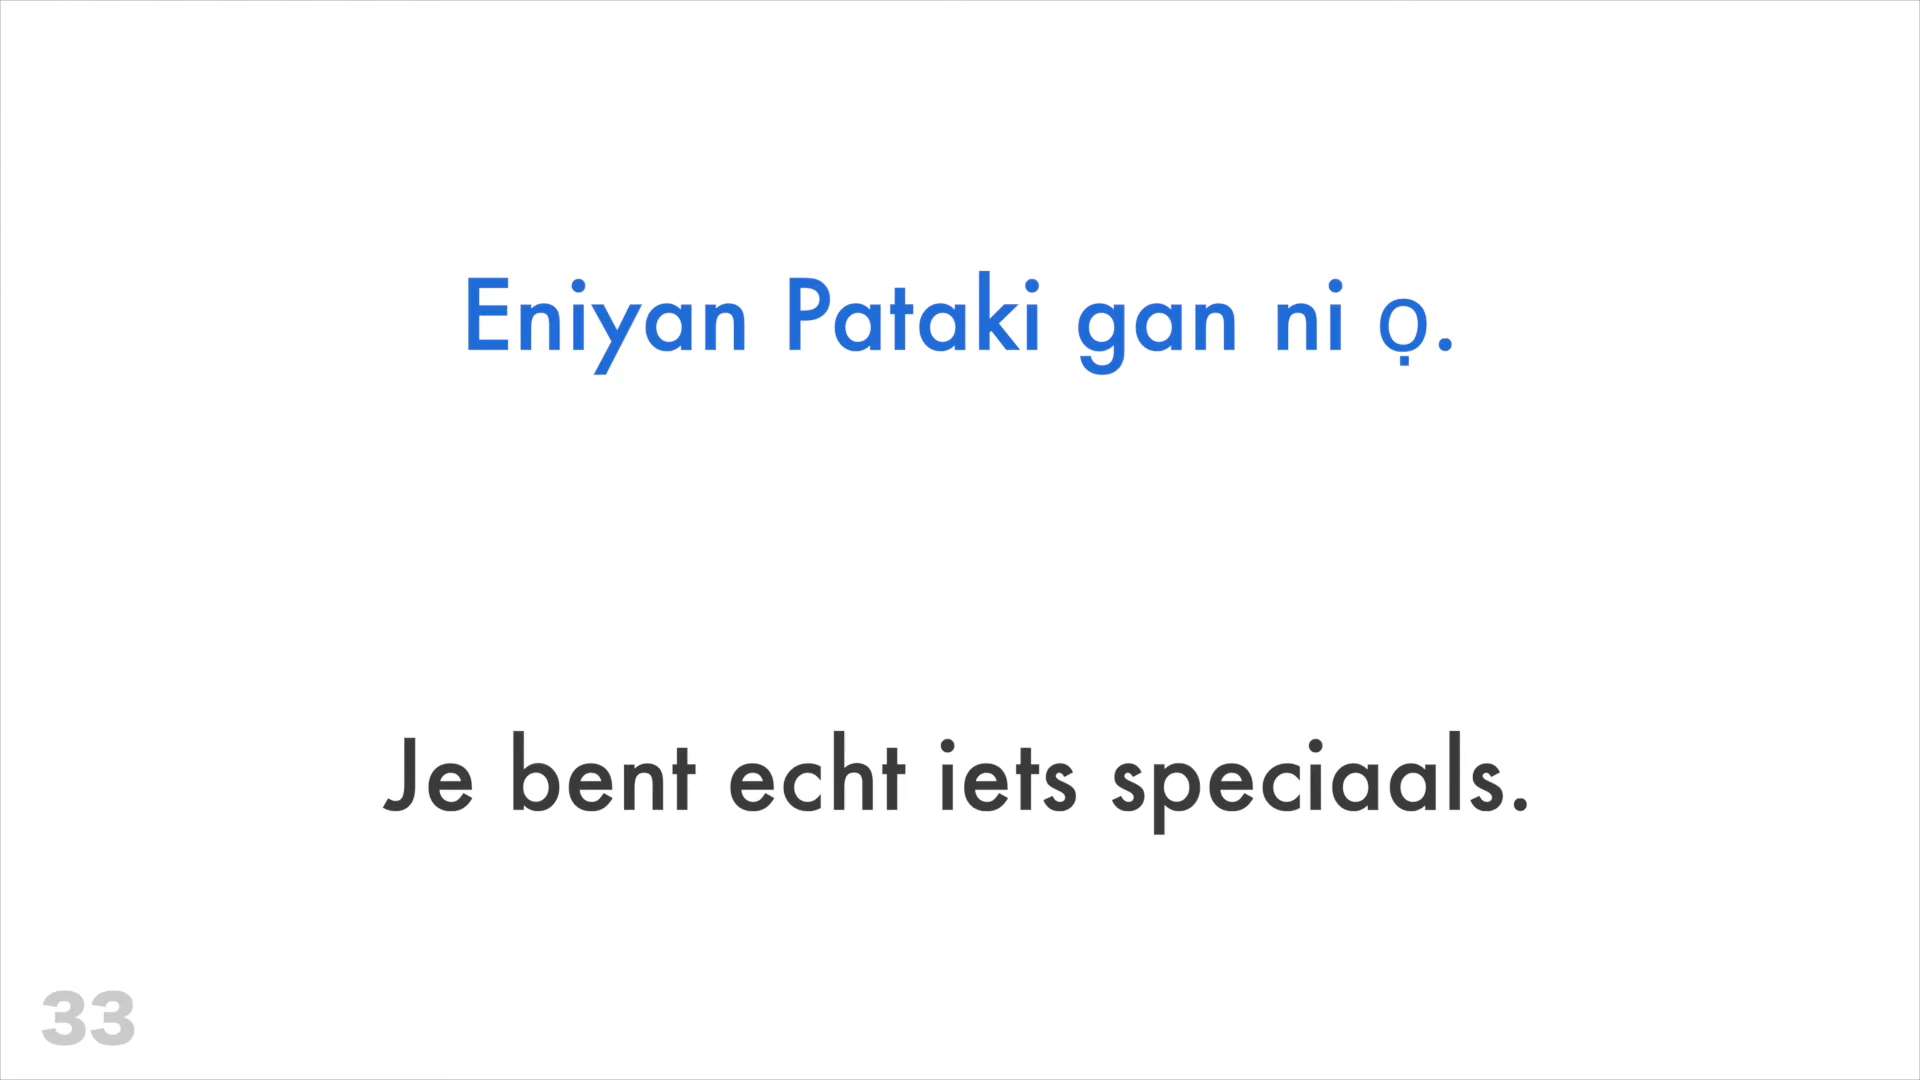 Eniyan Pataki gan ni ọ.
Je bent echt iets speciaals.
33